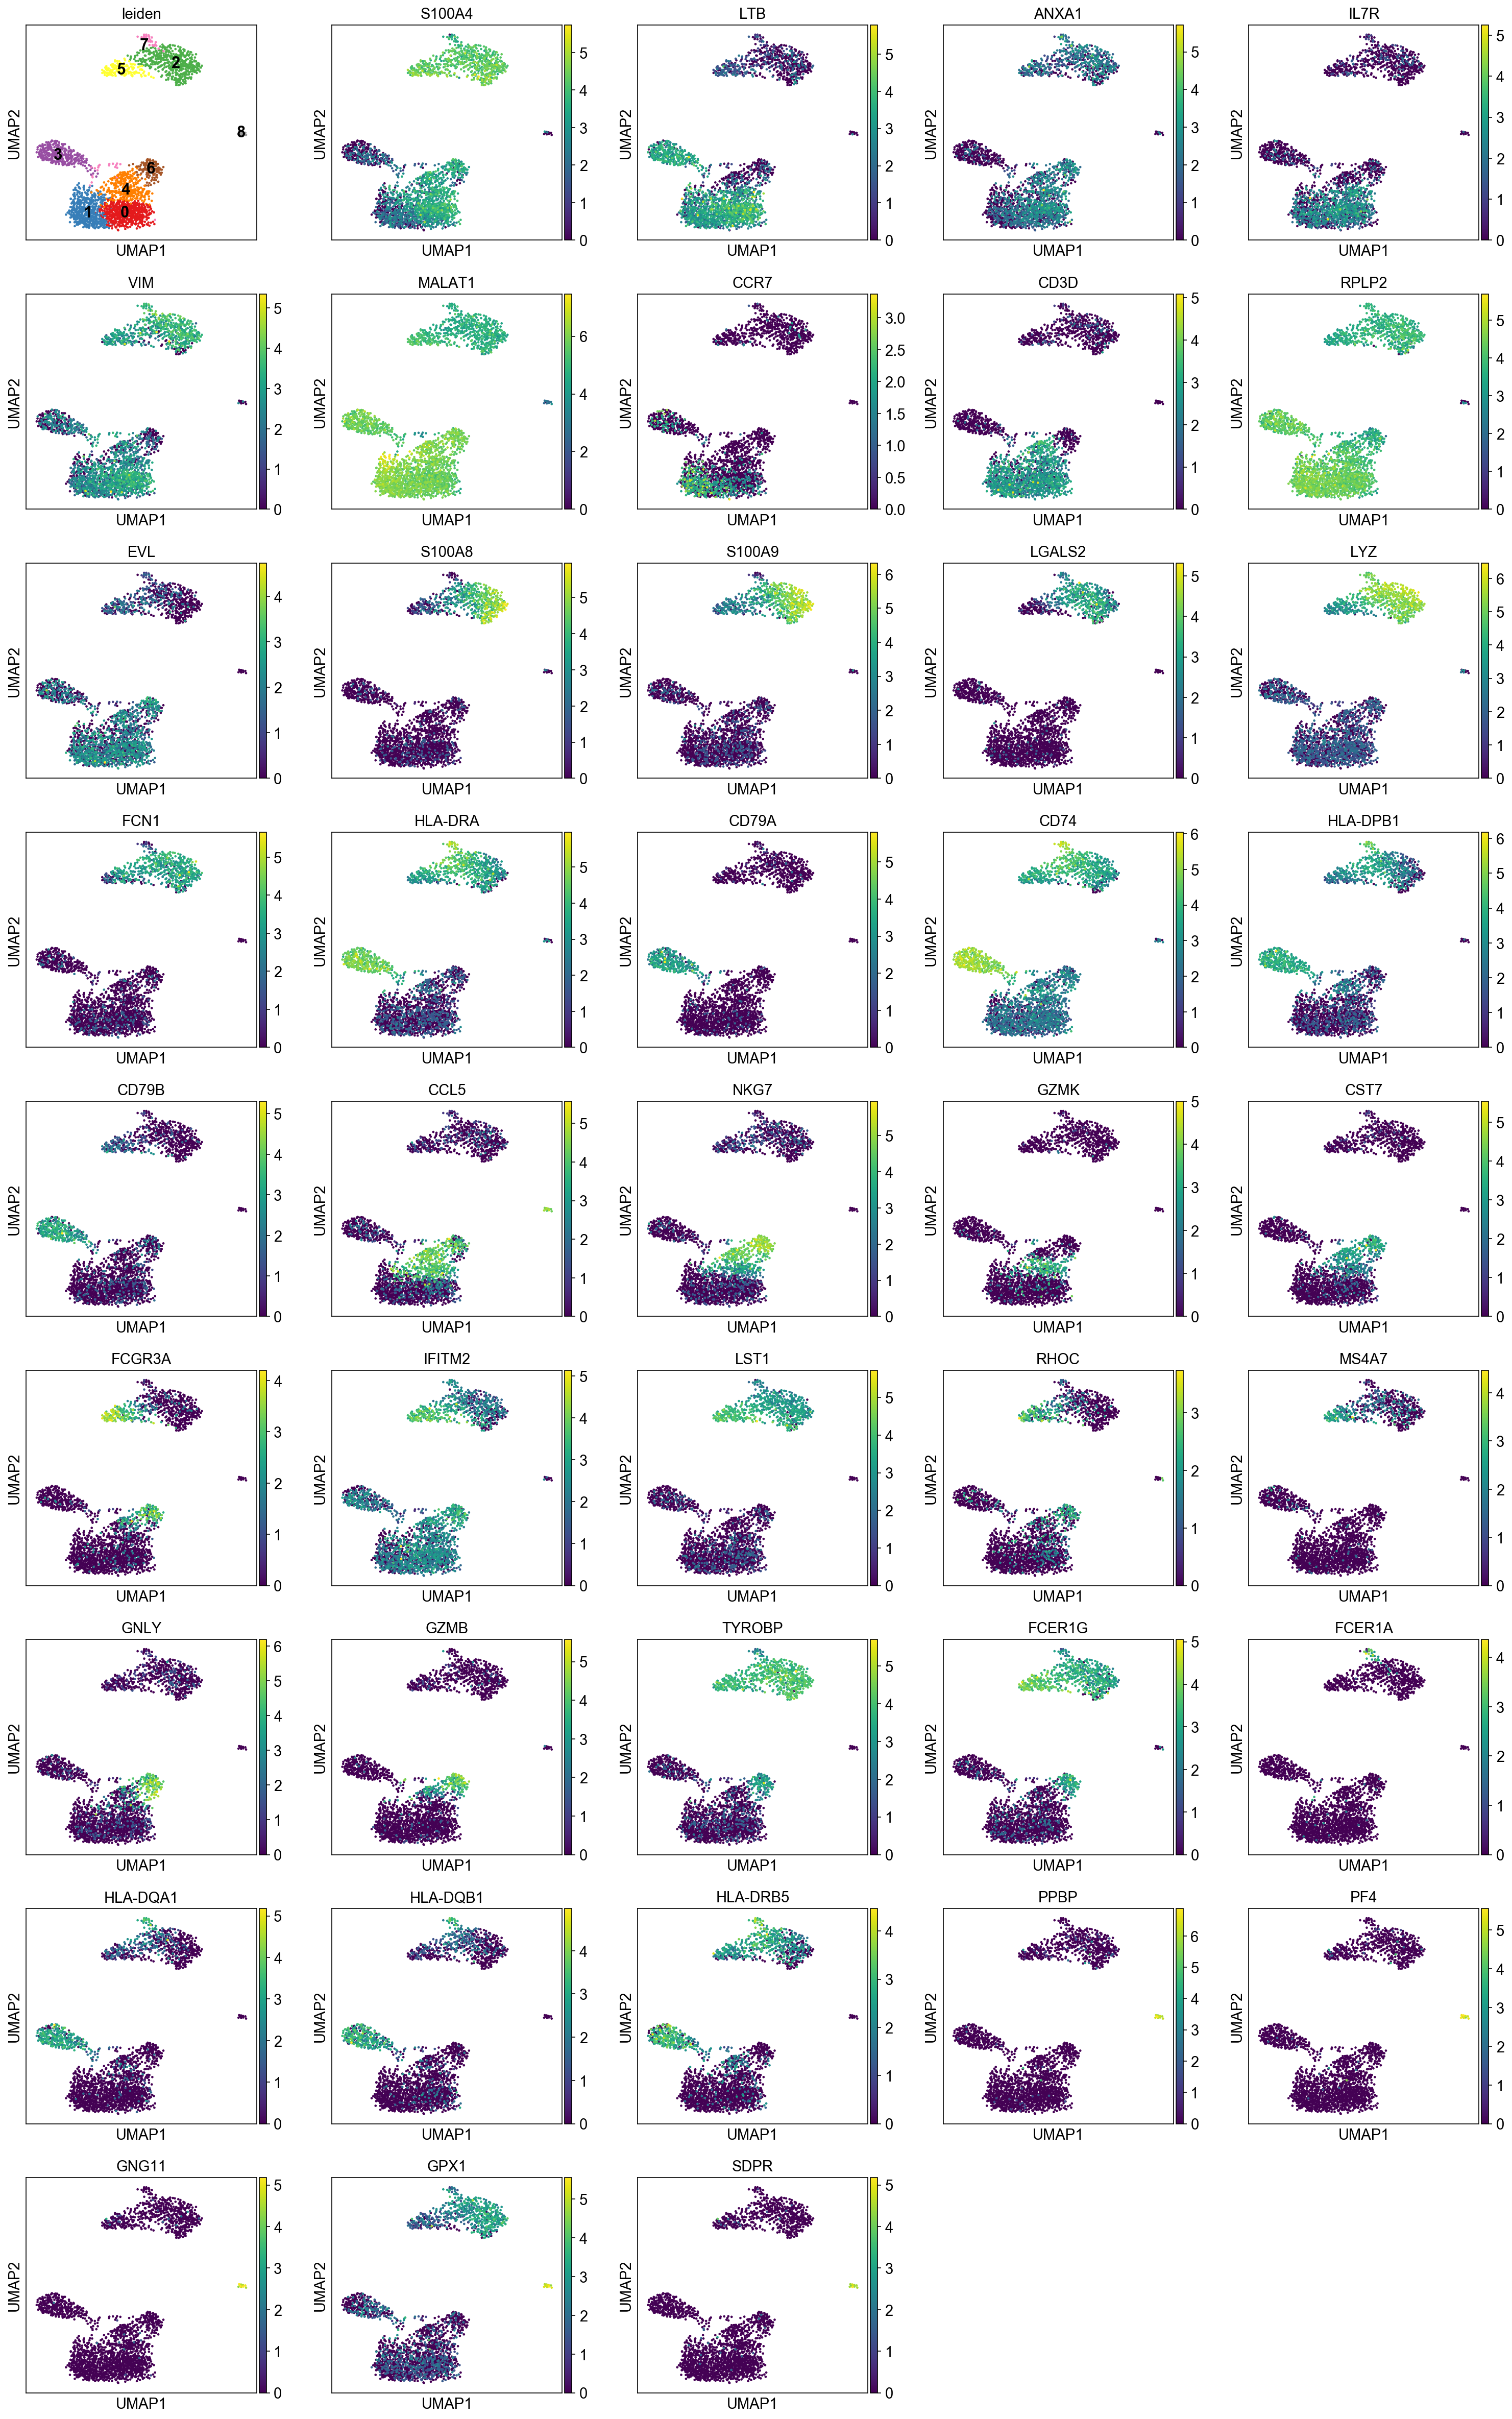 leiden
S100A4
LTB
ANXA1
IL7R
7
2
5
8
3
6
4
1
0
UMAP2
UMAP1
5
4
3
2
1
0
UMAP2
UMAP1
5
4
3
2
1
0
UMAP2
UMAP1
5
4
3
2
1
0
UMAP2
UMAP1
5
4
3
2
1
0
UMAP2
UMAP1
VIM
MALAT1
CCR7
CD3D
RPLP2
5
4
3
2
1
0
UMAP2
UMAP1
6
4
2
0
UMAP2
UMAP1
3.0
2.5
2.0
1.5
1.0
0.5
0.0
UMAP2
UMAP1
5
4
3
2
1
0
UMAP2
UMAP1
5
4
3
2
1
0
UMAP2
UMAP1
EVL
S100A8
S100A9
LGALS2
LYZ
4
3
2
1
0
UMAP2
UMAP1
5
4
3
2
1
0
UMAP2
UMAP1
6
5
4
3
2
1
0
UMAP2
UMAP1
5
4
3
2
1
0
UMAP2
UMAP1
6
5
4
3
2
1
0
UMAP2
UMAP1
FCN1
HLA-DRA
CD79A
CD74
HLA-DPB1
5
4
3
2
1
0
UMAP2
UMAP1
5
4
3
2
1
0
UMAP2
UMAP1
5
4
3
2
1
0
UMAP2
UMAP1
6
5
4
3
2
1
0
UMAP2
UMAP1
6
5
4
3
2
1
0
UMAP2
UMAP1
CD79B
CCL5
NKG7
GZMK
CST7
5
4
3
2
1
0
UMAP2
UMAP1
5
4
3
2
1
0
UMAP2
UMAP1
5
4
3
2
1
0
UMAP2
UMAP1
5
4
3
2
1
0
UMAP2
UMAP1
5
4
3
2
1
0
UMAP2
UMAP1
FCGR3A
IFITM2
LST1
RHOC
MS4A7
4
3
2
1
0
UMAP2
UMAP1
5
4
3
2
1
0
UMAP2
UMAP1
5
4
3
2
1
0
UMAP2
UMAP1
3
2
1
0
UMAP2
UMAP1
4
3
2
1
0
UMAP2
UMAP1
GNLY
GZMB
TYROBP
FCER1G
FCER1A
6
5
4
3
2
1
0
UMAP2
UMAP1
5
4
3
2
1
0
UMAP2
UMAP1
5
4
3
2
1
0
UMAP2
UMAP1
5
4
3
2
1
0
UMAP2
UMAP1
4
3
2
1
0
UMAP2
UMAP1
HLA-DQA1
HLA-DQB1
HLA-DRB5
PPBP
PF4
5
4
3
2
1
0
UMAP2
UMAP1
4
3
2
1
0
UMAP2
UMAP1
4
3
2
1
0
UMAP2
UMAP1
6
5
4
3
2
1
0
UMAP2
UMAP1
5
4
3
2
1
0
UMAP2
UMAP1
GNG11
GPX1
SDPR
5
4
3
2
1
0
UMAP2
UMAP1
5
4
3
2
1
0
UMAP2
UMAP1
5
4
3
2
1
0
UMAP2
UMAP1